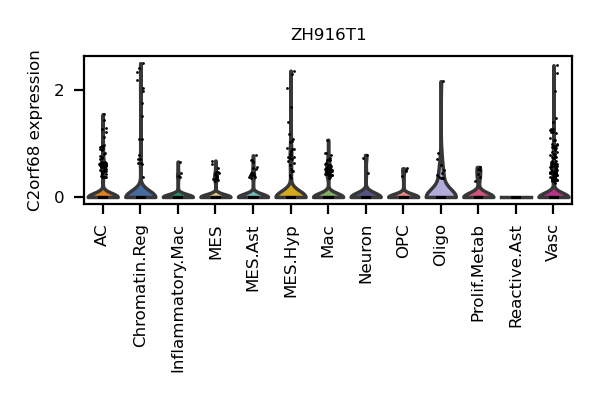 ZH916T1
C2orf68 expression
2
0
AC
Chromatin.Reg
Inflammatory.Mac
MES
MES.Ast
MES.Hyp
Mac
Neuron
OPC
Oligo
Prolif.Metab
Reactive.Ast
Vasc